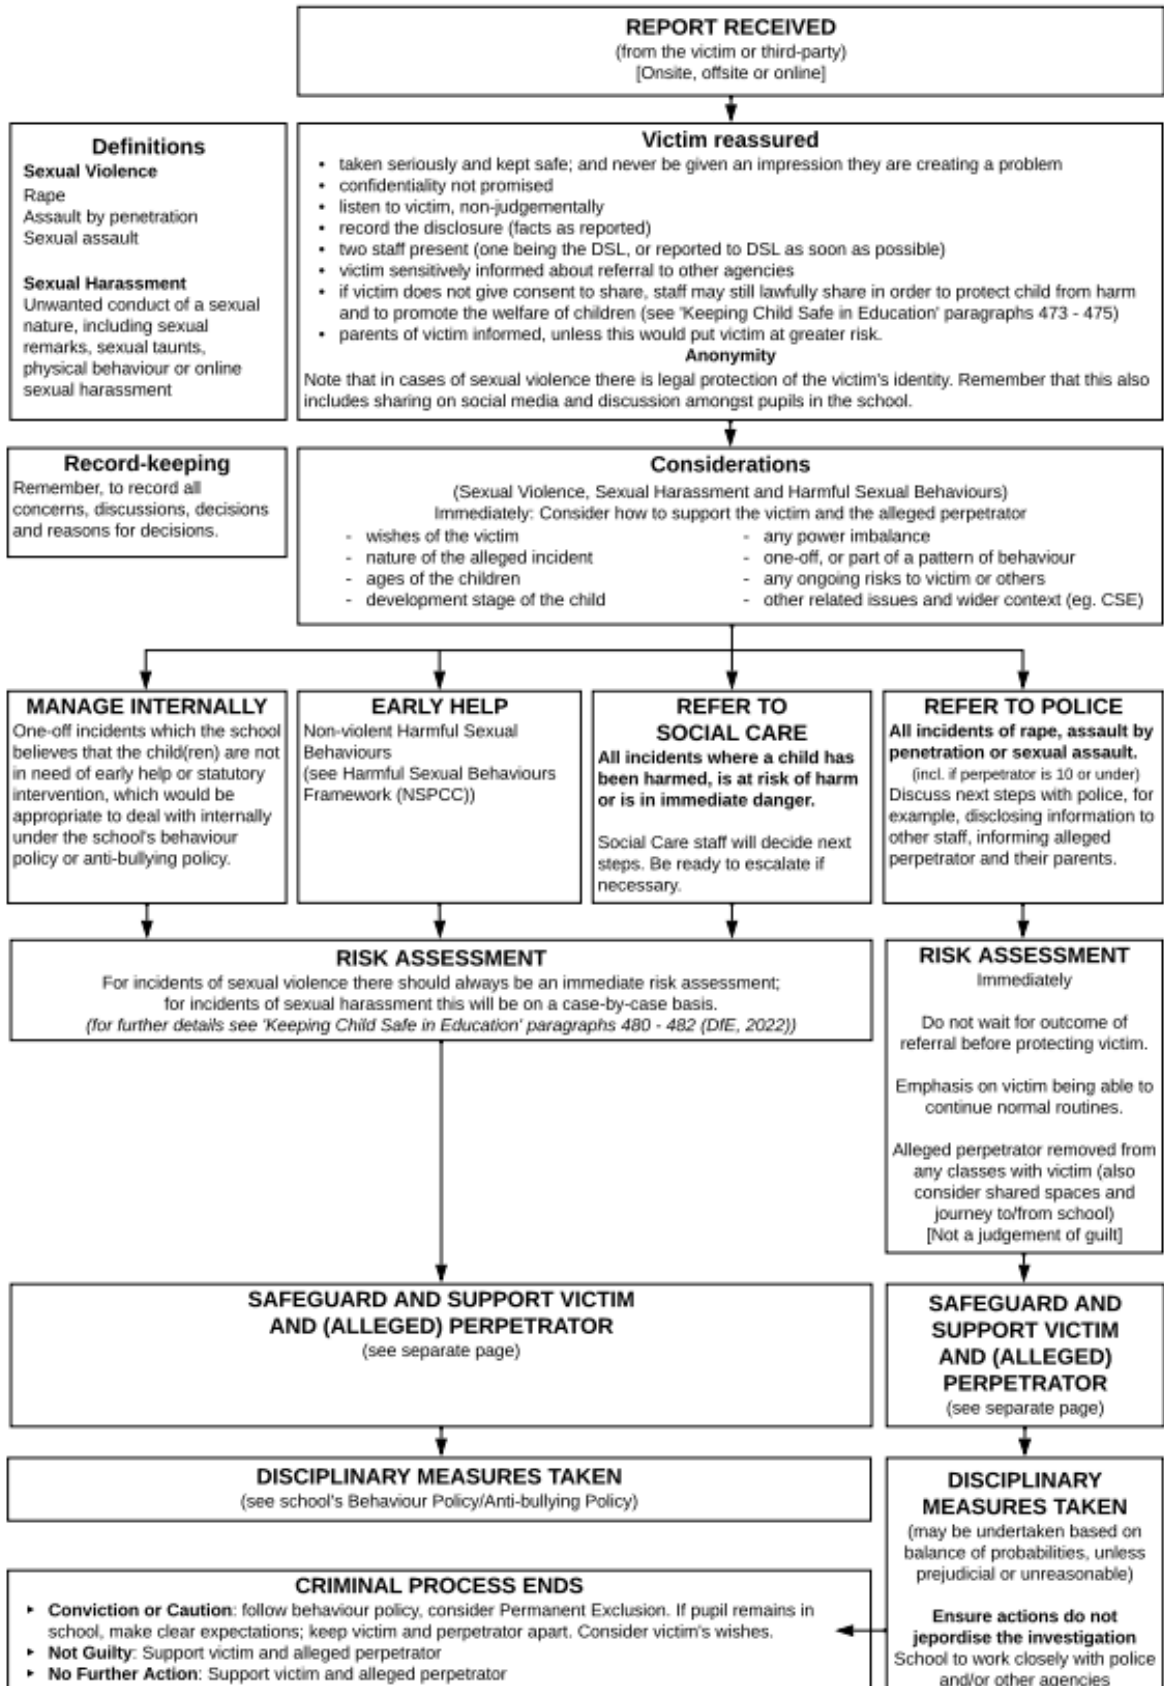 REPORT RECEIVED
(from the victim or third-party)
[Onsite, offsite or online]
Definitions
Sexual Violence
Rape
Assault by penetration
Sexual assault
Sexual Harassment
Unwanted conduct of a sexual
nature, including sexual
remarks, sexual taunts,
physical behaviour or online
sexual harassment
Victim reassured
• taken seriously and kept safe; and never be given an impression they are creating a problem
• confidentiality not promised
• listen to victim, non-judgementally
• record the disclosure (facts as reported)
• two staff present (one being the DSL, or reported to DSL as soon as possible)
• victim sensitively informed about referral to other agencies
• if victim does not give consent to share, staff may still lawfully share in order to protect child from harm
and to promote the welfare of children (see 'Keeping Child Safe in Education' paragraphs 473 - 475)
• parents of victim informed, unless this would put victim at greater risk.
Anonymity
Note that in cases of sexual violence there is legal protection of the victim's identity. Remember that this also
includes sharing on social media and discussion amongst pupils in the school.
Record-keeping
Remember, to record all
concerns, discussions, decisions
and reasons for decisions.
Considerations
(Sexual Violence, Sexual Harassment and Harmful Sexual Behaviours)
Immediately: Consider how to support the victim and the alleged perpetrator
- wishes of the victim
- nature of the alleged incident
- ages of the children
- development stage of the child
- any power imbalance
- one-off, or part of a pattern of behaviour
- any ongoing risks to victim or others
- other related issues and wider context (eg. CSE)
MANAGE INTERNALLY
One-off incidents which the school
believes that the child(ren) are not
in need of early help or statutory
intervention, which would be
appropriate to deal with internally
under the school's behaviour
policy or anti-bullying policy.
EARLY HELP
Non-violent Harmful Sexual
Behaviours
(see Harmful Sexual Behaviours
Framework (NSPCC))
REFER TO
SOCIAL CARE
All incidents where a child has
been harmed, is at risk of harm
or is in immediate danger.
Social Care staff will decide next
steps. Be ready to escalate if
necessary.
REFER TO POLICE
All incidents of rape, assault by
penetration or sexual assault.
(incl. if perpetrator is 10 or under)
Discuss next steps with police, for
example, disclosing information to
other staff, informing alleged
perpetrator and their parents.
RISK ASSESSMENT
For incidents of sexual violence there should always be an immediate risk assessment;
for incidents of sexual harassment this will be on a case-by-case basis.
(for further details see 'Keeping Child Safe in Education' paragraphs 480 - 482 (DfE, 2022))
RISK ASSESSMENT
Immediately
Do not wait for outcome of
referral before protecting victim.
Emphasis on victim being able to
continue normal routines.
Alleged perpetrator removed from
any classes with victim (also
consider shared spaces and
journey to/from school)
[Not a judgement of guilt]
SAFEGUARD AND SUPPORT VICTIM
AND (ALLEGED) PERPETRATOR
(see separate page)
SAFEGUARD AND
SUPPORT VICTIM
AND (ALLEGED)
PERPETRATOR
(see separate page)
DISCIPLINARY MEASURES TAKEN
(see school's Behaviour Policy/Anti-bullying Policy)
DISCIPLINARY
MEASURES TAKEN
(may be undertaken based on
balance of probabilities, unless
prejudicial or unreasonable)
Ensure actions do not
jepordise the investigation
School to work closely with police
and/or other agencies
CRIMINAL PROCESS ENDS
▸ Conviction or Caution: follow behaviour policy, consider Permanent Exclusion. If pupil remains in
school, make clear expectations; keep victim and perpetrator apart. Consider victim's wishes.
▸ Not Guilty: Support victim and alleged perpetrator
▸ No Further Action: Support victim and alleged perpetrator